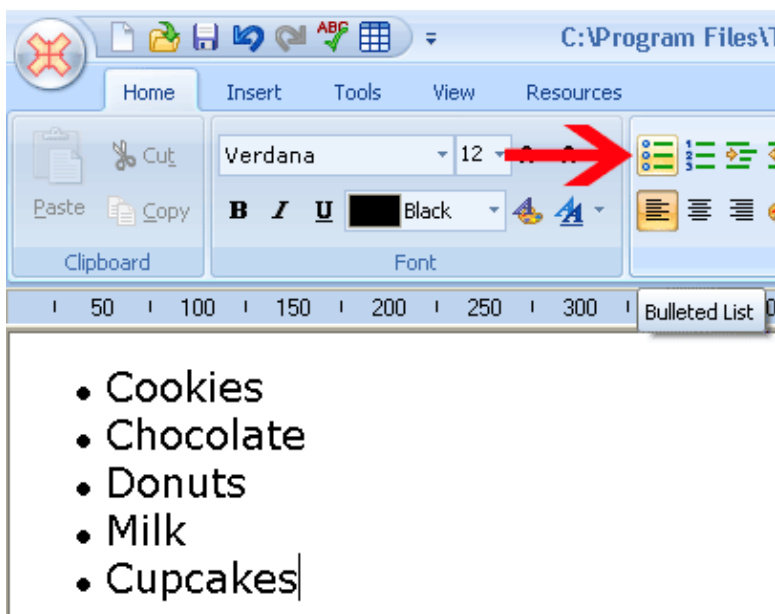 ABC
C:\Program Files\T
Home Insert Tools View Resources
Cut
Verdana 12
Paste Copy
B I U Black A A
Clipboard Font
50 100 150 200 250 300
Bulleted List
• Cookies
• Chocolate
• Donuts
• Milk
• Cupcakes